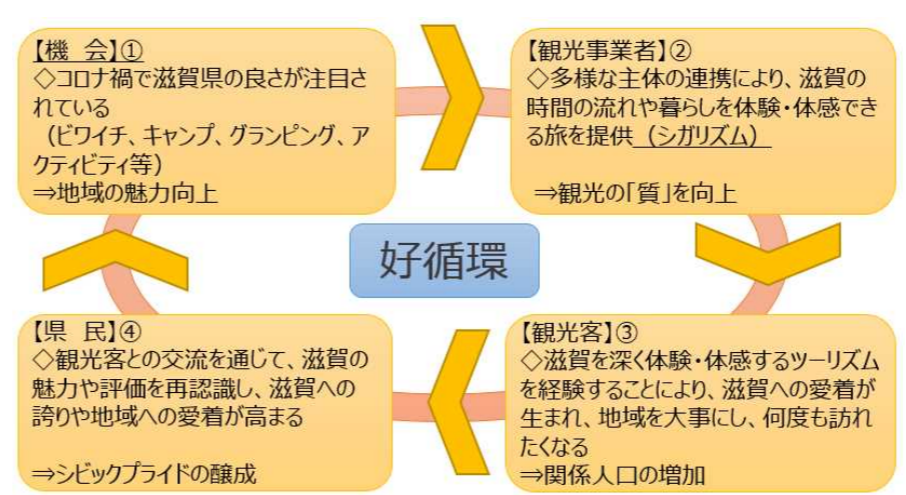 【機　会】①
◇コロナ禍で滋賀県の良さが注目さ
れている
（ビワイチ、キャンプ、グランピング、ア
クティビティ等）
⇒地域の魅力向上
【観光事業者】②
◇多様な主体の連携により、滋賀の
時間の流れや暮らしを体験・体感でき
る旅を提供（シガリズム）
⇒観光の「質」を向上
好循環
【観光客】③
◇滋賀を深く体験・体感するツーリズム
を経験することにより、滋賀への愛着が
生まれ、地域を大事にし、何度も訪れ
たくなる
⇒関係人口の増加
【県　民】④
◇観光客との交流を通じて、滋賀の
魅力や評価を再認識し、滋賀への
誇りや地域への愛着が高まる
⇒シビックプライドの醸成